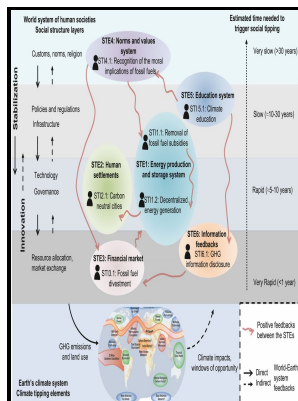 World system of human societies
Social structure layers
Estimated time needed to
trigger social tipping
STE4: Norms and values
system
STI4.1: Recognition of the moral
implications of fossil fuels
Customs, norms, religion
Very slow (>30 years)
STE5: Education system
STI5.1: Climate
education
Stabilization
Innovation
Policies and regulations
Infrastructure
Slow (~10-30 years)
STI1.1: Removal of
fossil fuel subsidies
STE2: Human
settlements
STE1: Energy production
and storage system
Technology
Governance
Rapid (~5-10 years)
STI2.1: Carbon
neutral cities
STI1.2: Decentralized
energy generation
STE6: Information
feedbacks
STI6.1: GHG
information disclosure
Resource allocation,
market exchange
STE3: Financial market
STI3.1: Fossil fuel
divestment
Very Rapid (<1 year)
GHG emissions
and land use
Climate impacts,
windows of opportunity
Positive feedbacks
between the STEs
Direct
Indirect
World-Earth
system
feedbacks
Earth's climate system
Climate tipping elements